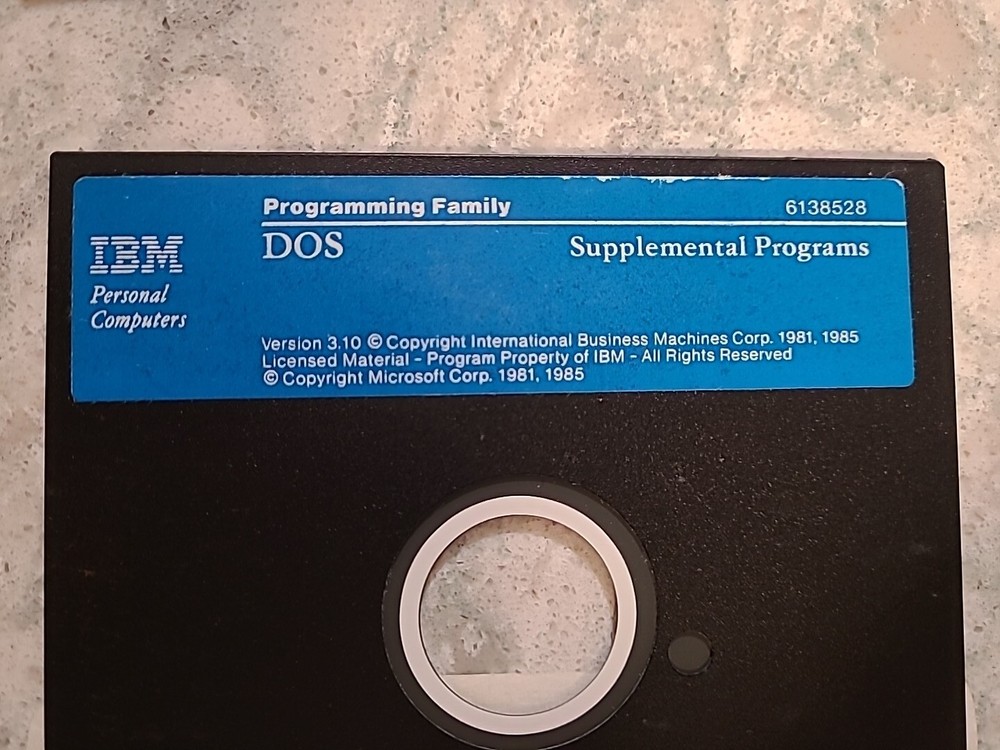 Programming Family 6138528
IBM DOS Supplemental Programs
Personal
Computers
Version 3.10 © Copyright International Business Machines Corp. 1981, 1985
Licensed Material - Program Property of IBM - All Rights Reserved
© Copyright Microsoft Corp. 1981, 1985